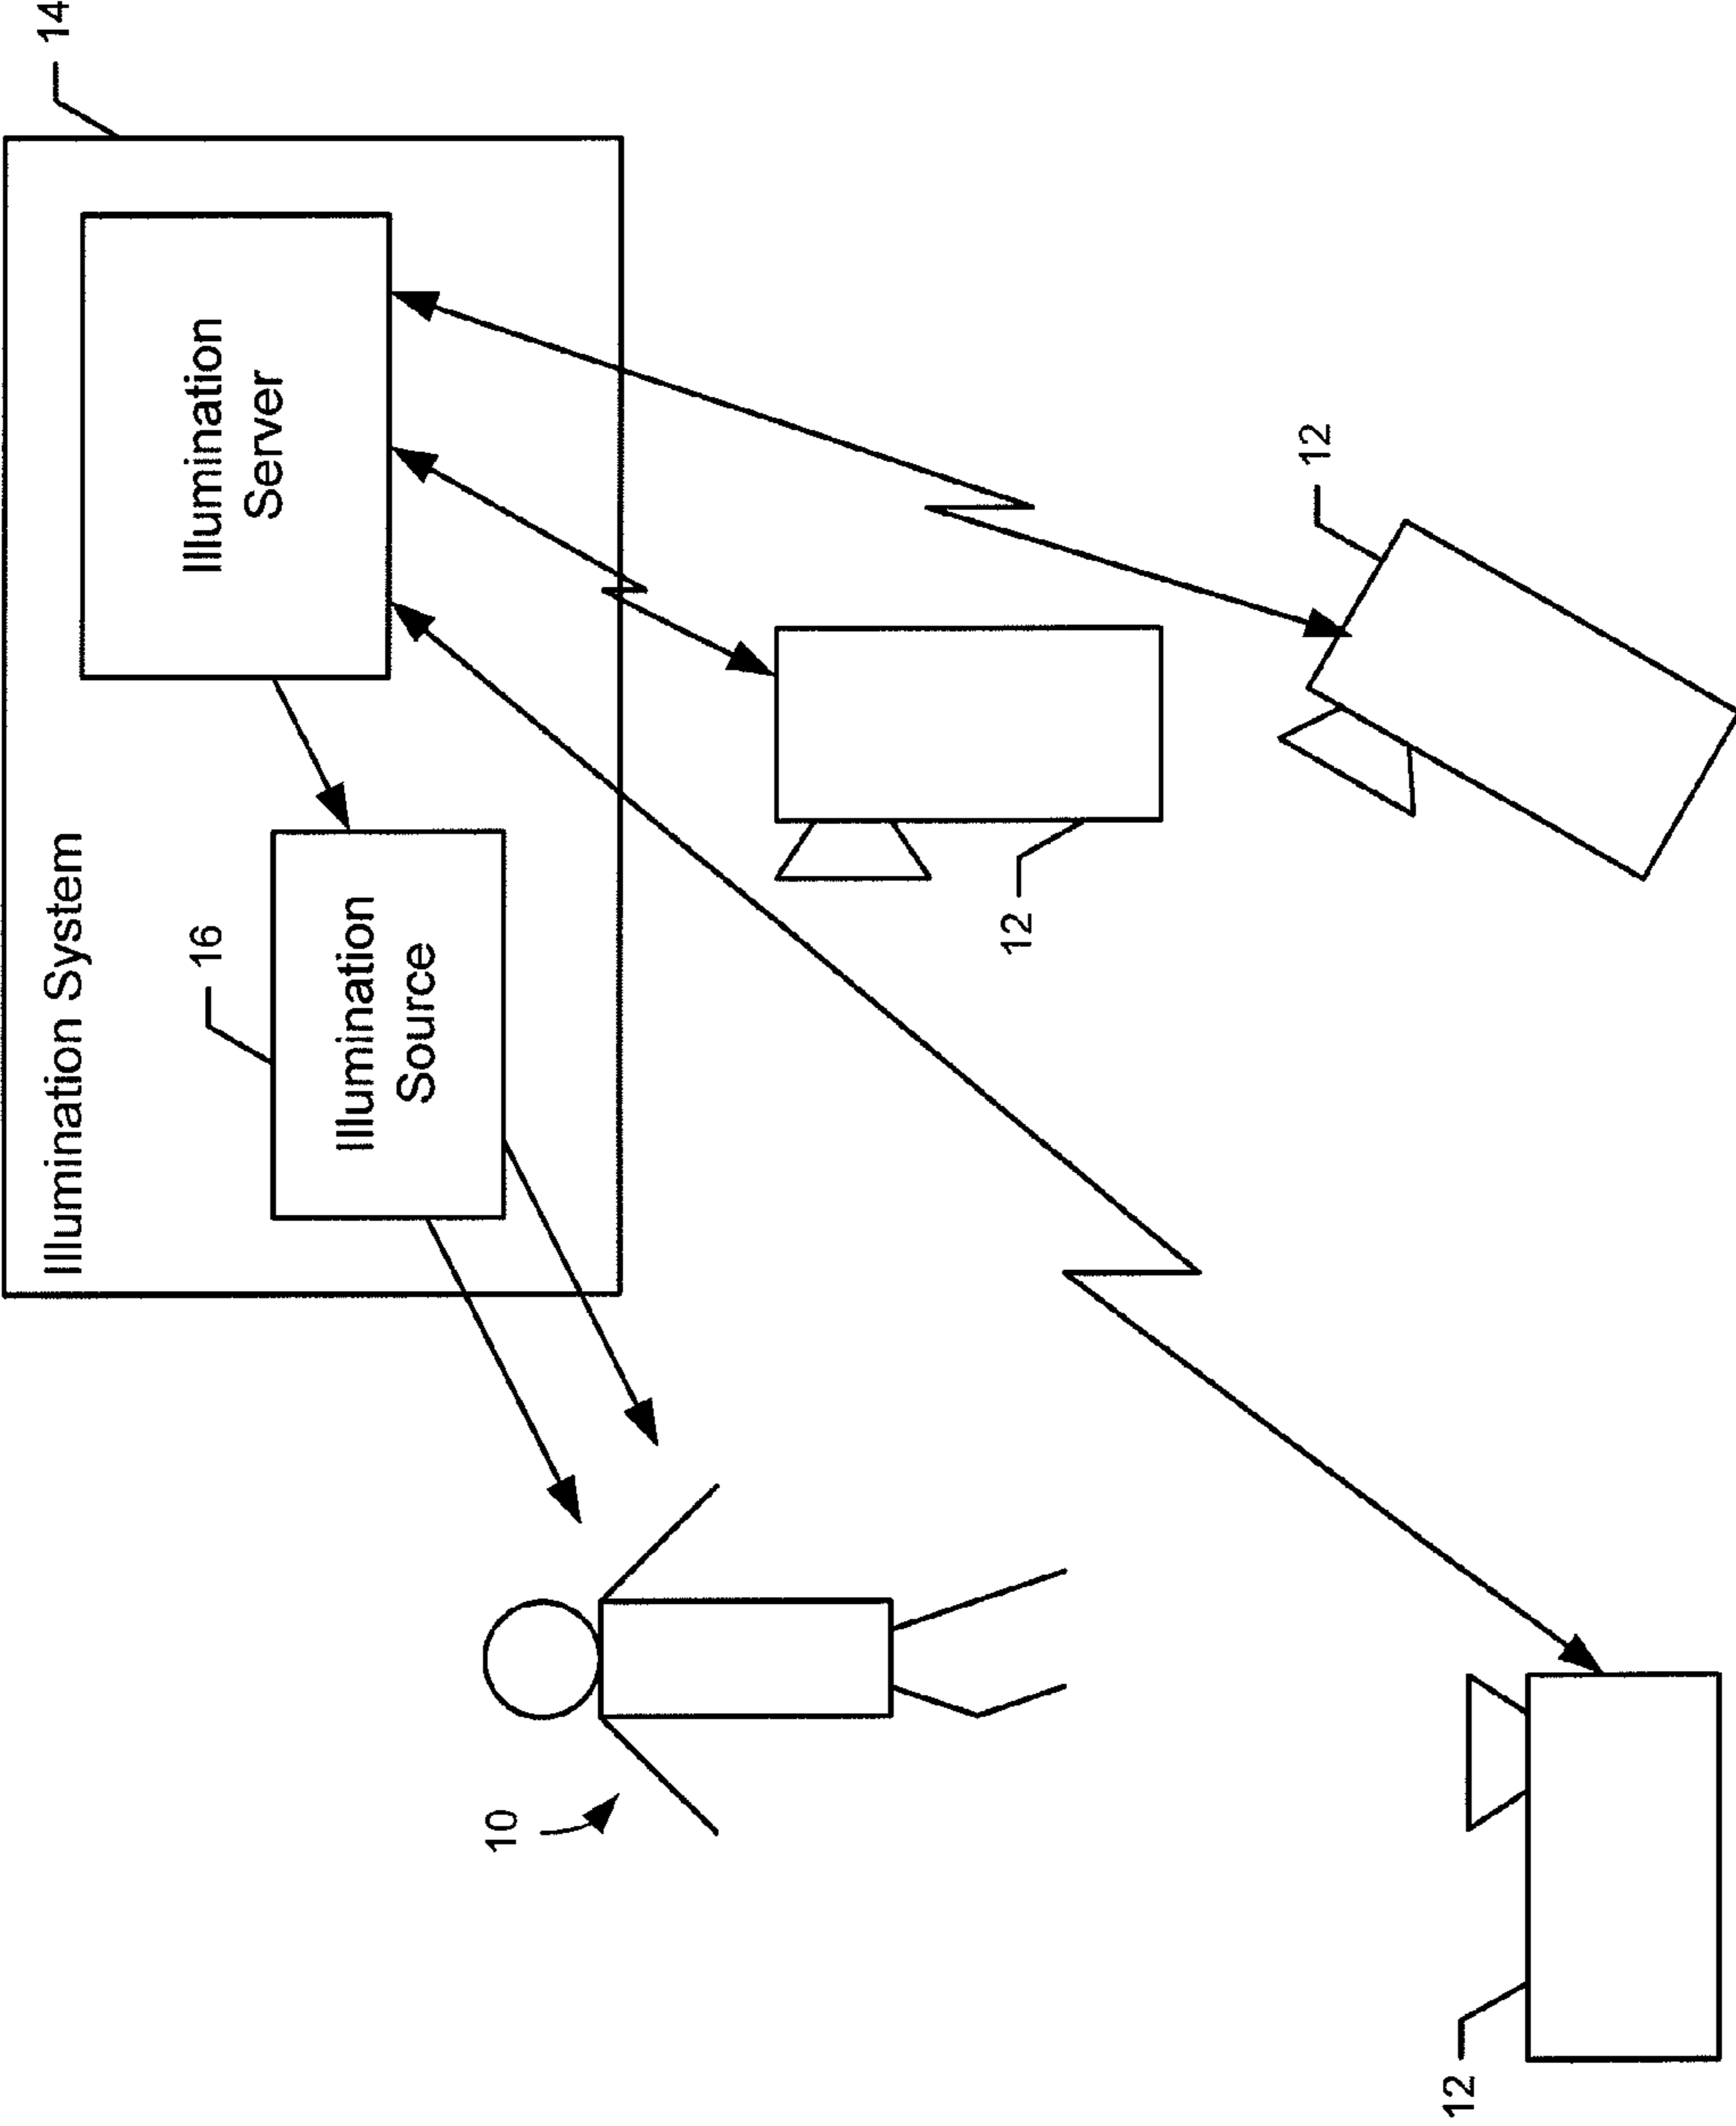 14
Illumination System
Illumination
Server
16
Illumination
Source
12
12
10
12